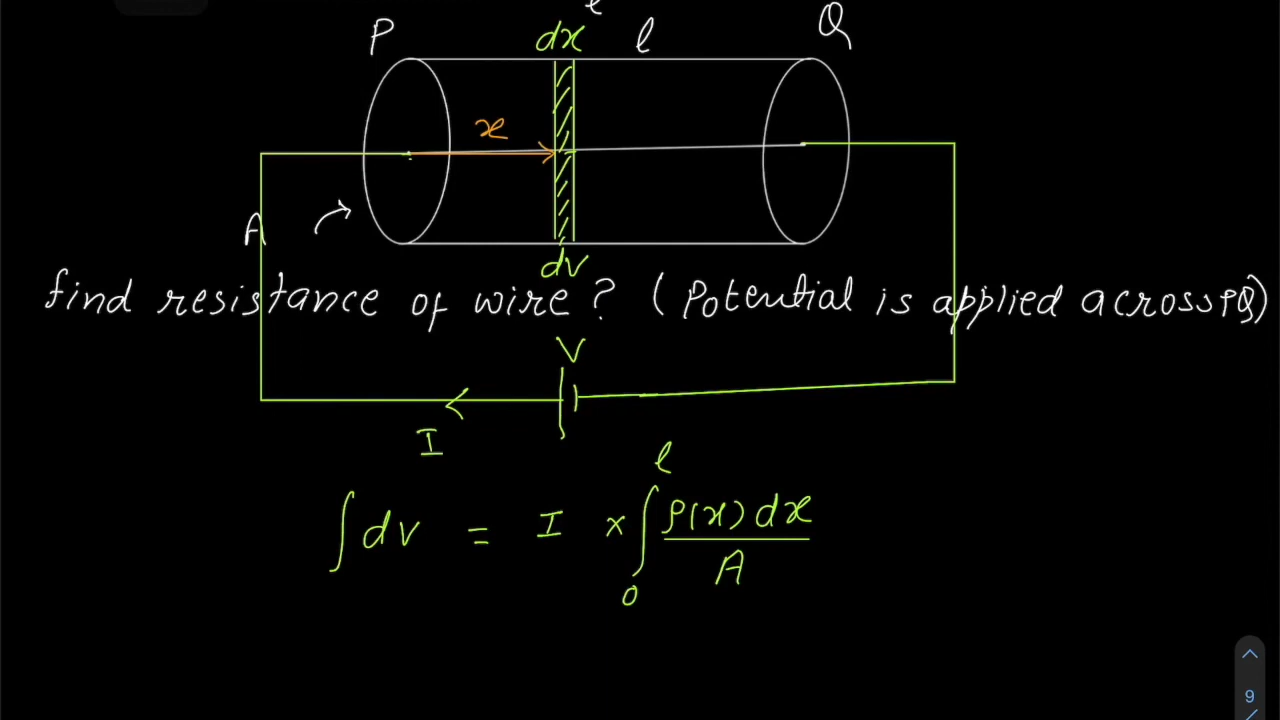 P dx l Q
x
A
dv
find resistance of wire? (Potential is applied across PQ)
V
I
l
∫dv = I × ∫ ρ(x) dx
A
0
9